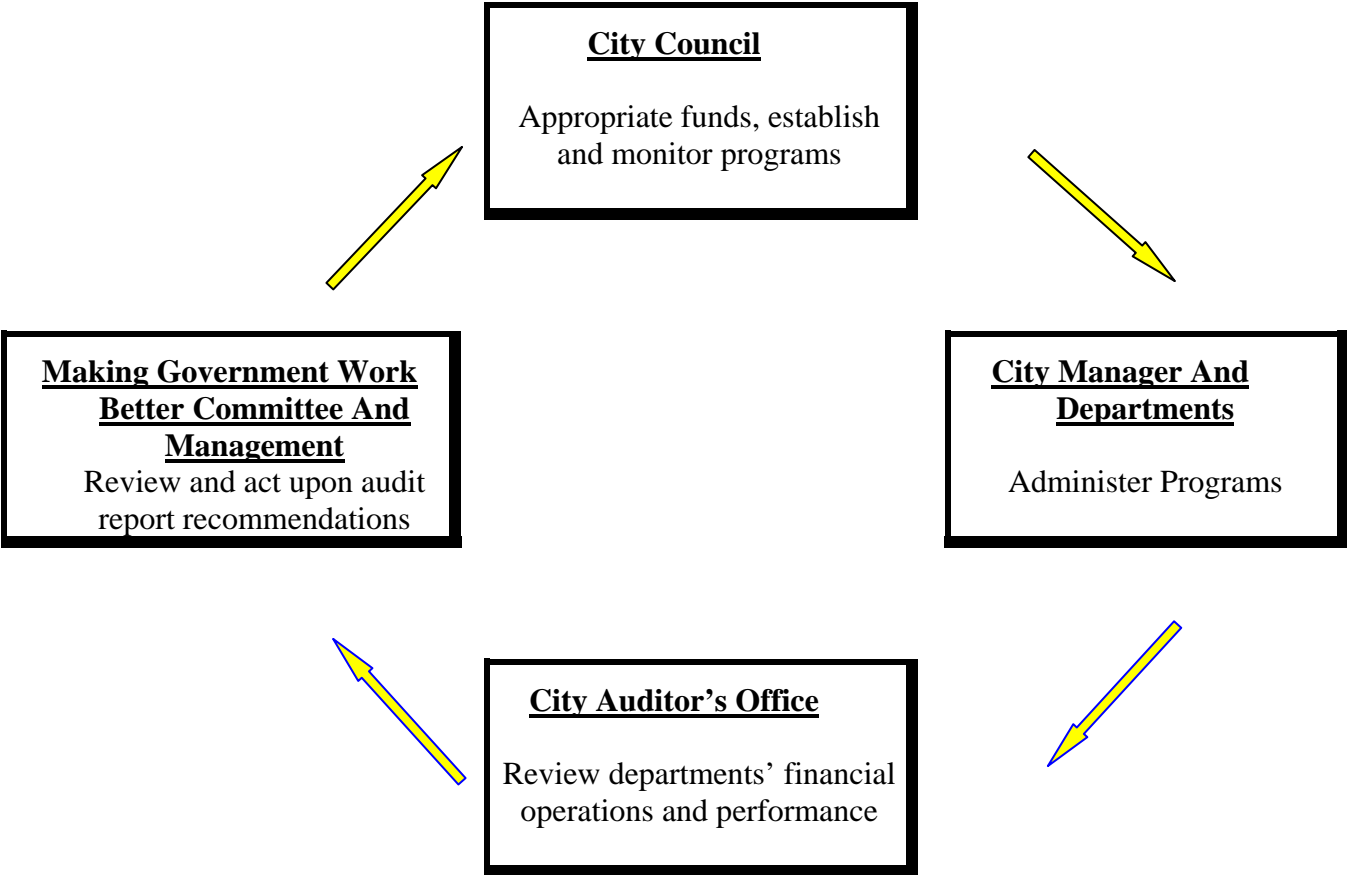 City Council
Appropriate funds, establish
and monitor programs
Making Government Work
Better Committee And
Management
Review and act upon audit
report recommendations
City Manager And
Departments
Administer Programs
City Auditor’s Office
Review departments’ financial
operations and performance